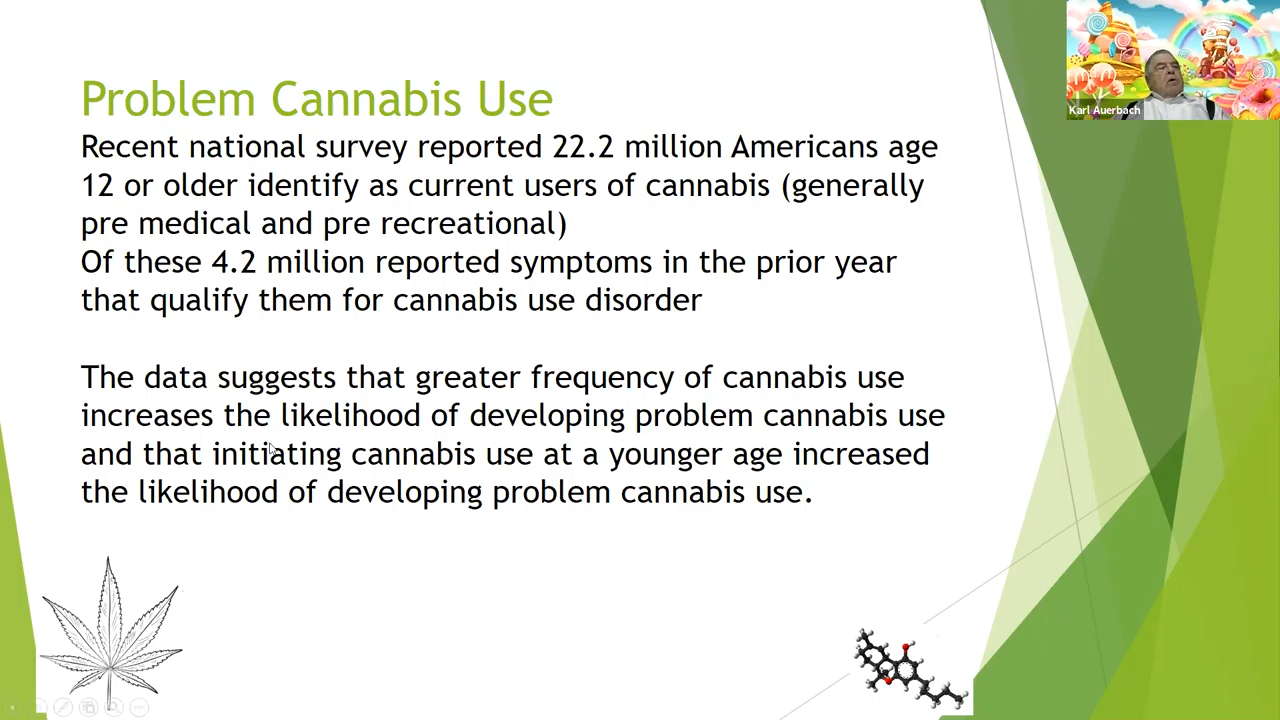 Problem Cannabis Use
Recent national survey reported 22.2 million Americans age
12 or older identify as current users of cannabis (generally
pre medical and pre recreational)
Of these 4.2 million reported symptoms in the prior year
that qualify them for cannabis use disorder
The data suggests that greater frequency of cannabis use
increases the likelihood of developing problem cannabis use
and that initiating cannabis use at a younger age increased
the likelihood of developing problem cannabis use.
Karl Auerbach